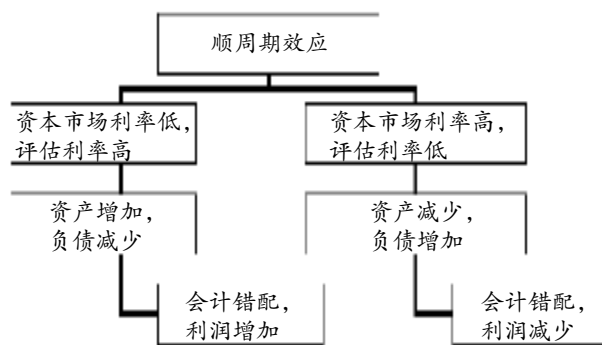 顺周期效应
资本市场利率低，
评估利率高
资本市场利率高，
评估利率低
资产增加，
负债减少
资产减少，
负债增加
会计错配，
利润增加
会计错配，
利润减少